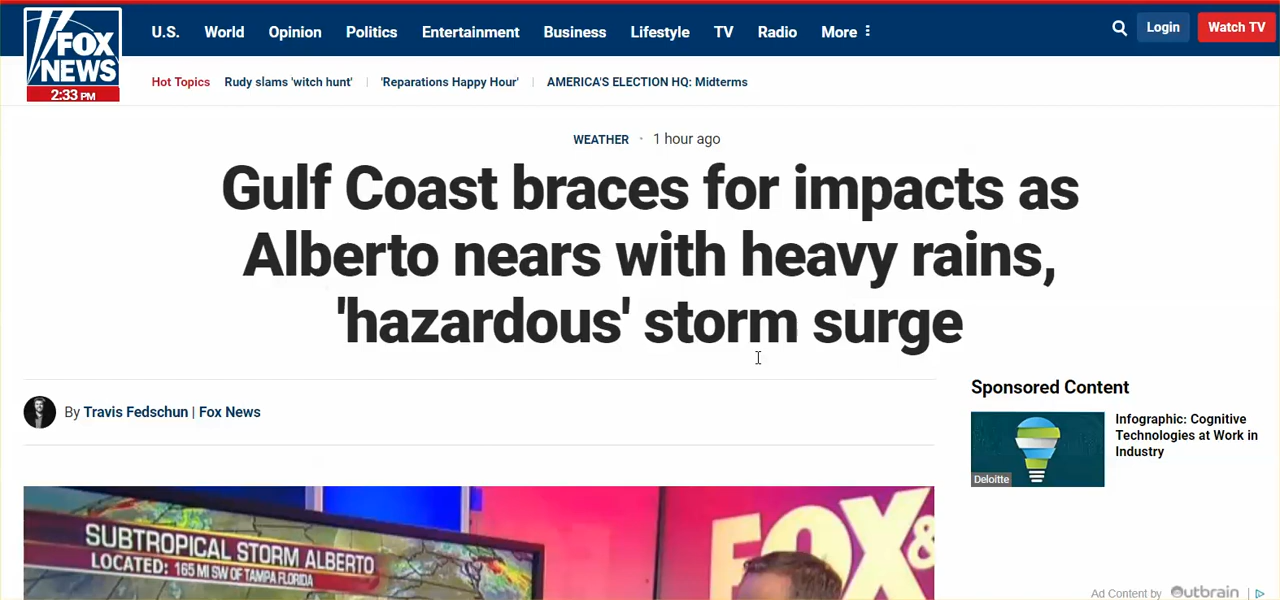 FOX
NEWS
2:33 PM
U.S. World Opinion Politics Entertainment Business Lifestyle TV Radio More
Login
Watch TV
Hot Topics Rudy slams 'witch hunt' 'Reparations Happy Hour' AMERICA'S ELECTION HQ: Midterms
WEATHER · 1 hour ago
Gulf Coast braces for impacts as
Alberto nears with heavy rains,
'hazardous' storm surge
By Travis Fedschun | Fox News
SUBTROPICAL STORM ALBERTO
LOCATED: 165 MI SW OF TAMPA FLORIDA
FOX&
Sponsored Content
Deloitte
Infographic: Cognitive
Technologies at Work in
Industry
Ad Content by Outbrain |